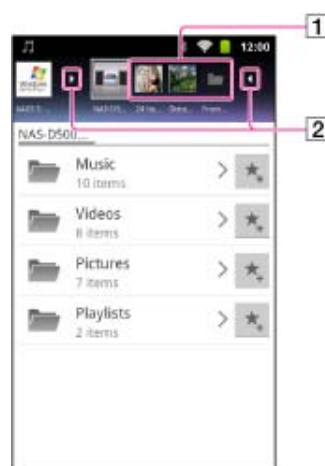 1
12:00
2
NAS-D500...
Music
10 items
Videos
8 items
Pictures
7 items
Playlists
2 items